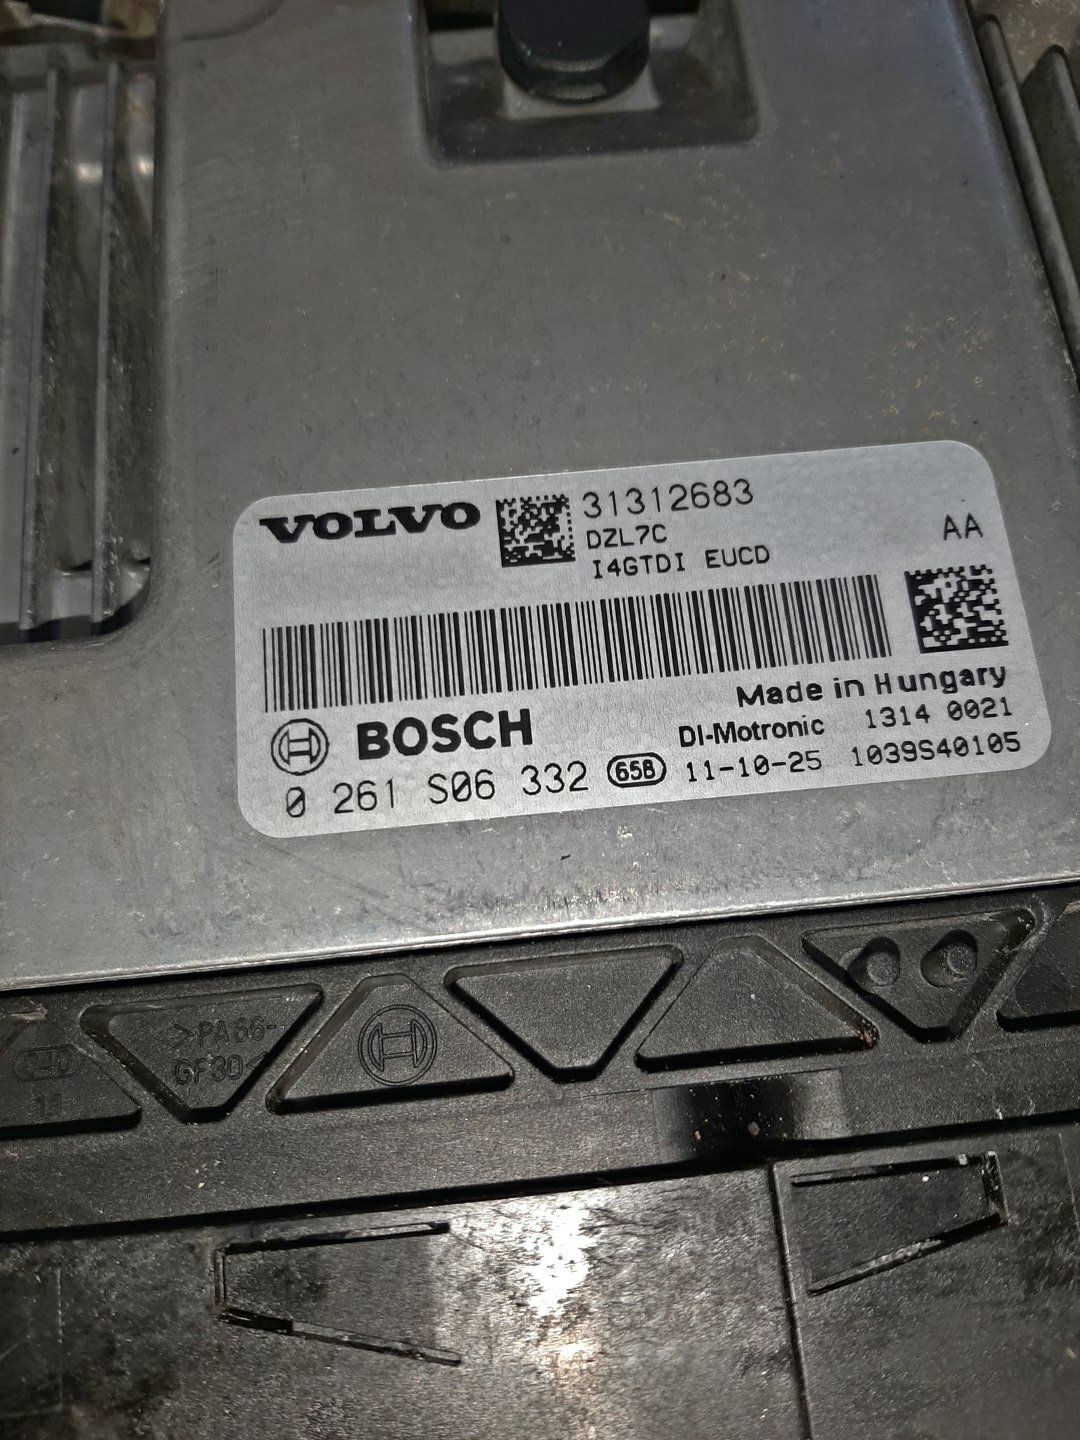 VOLVO
31312683
DZL7C
I4GTDI EUCD
AA
Made in Hungary
BOSCH
DI-Motronic 1314 0021
0 261 S06 332 658 11-10-25 1039S40105
>PA66-
GF30<